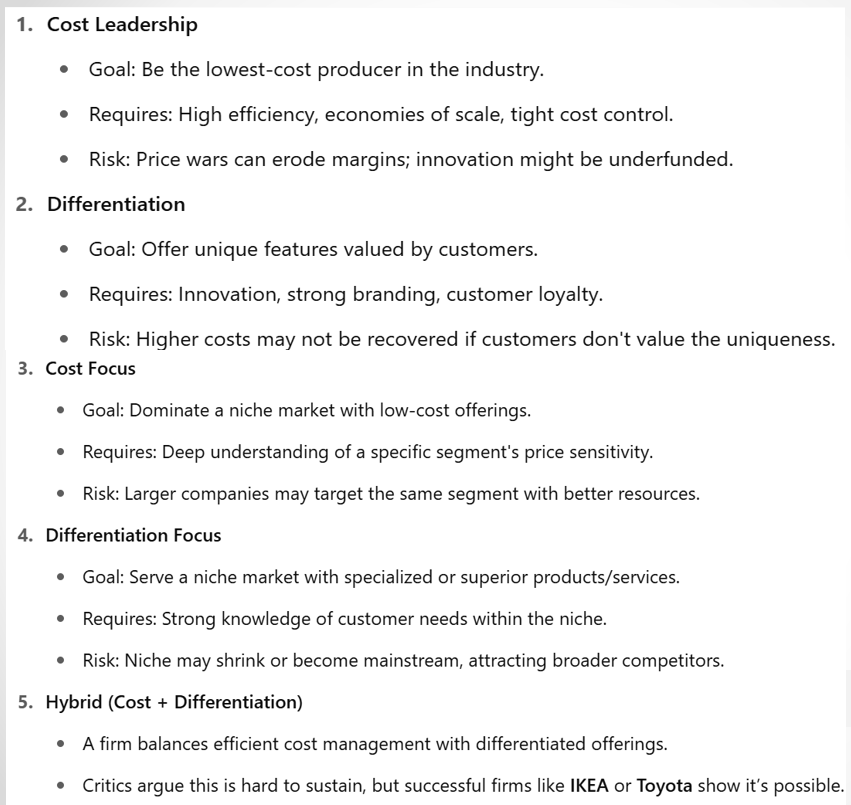 1. Cost Leadership
• Goal: Be the lowest-cost producer in the industry.
• Requires: High efficiency, economies of scale, tight cost control.
• Risk: Price wars can erode margins; innovation might be underfunded.
2. Differentiation
• Goal: Offer unique features valued by customers.
• Requires: Innovation, strong branding, customer loyalty.
• Risk: Higher costs may not be recovered if customers don't value the uniqueness.
3. Cost Focus
• Goal: Dominate a niche market with low-cost offerings.
• Requires: Deep understanding of a specific segment's price sensitivity.
• Risk: Larger companies may target the same segment with better resources.
4. Differentiation Focus
• Goal: Serve a niche market with specialized or superior products/services.
• Requires: Strong knowledge of customer needs within the niche.
• Risk: Niche may shrink or become mainstream, attracting broader competitors.
5. Hybrid (Cost + Differentiation)
• A firm balances efficient cost management with differentiated offerings.
• Critics argue this is hard to sustain, but successful firms like IKEA or Toyota show it’s possible.